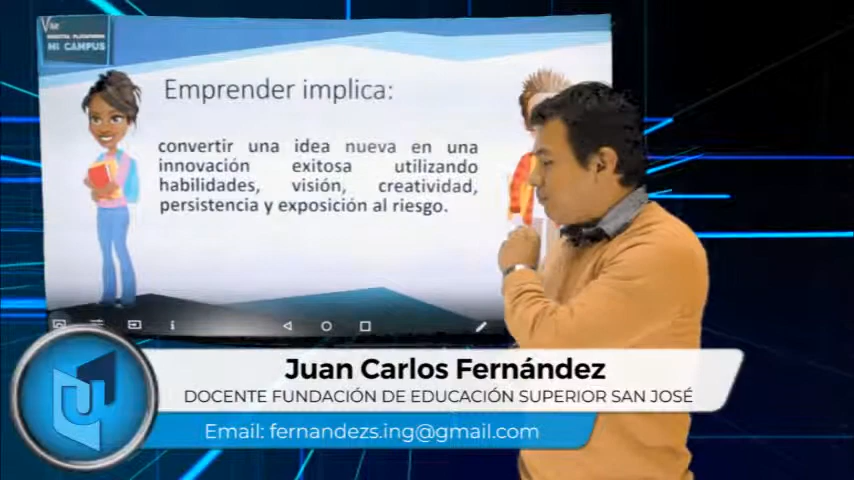 MI CAMPUS
Emprender implica:
convertir una idea nueva en una
innovación exitosa utilizando
habilidades, visión, creatividad,
persistencia y exposición al riesgo.
Juan Carlos Fernández
DOCENTE FUNDACIÓN DE EDUCACIÓN SUPERIOR SAN JOSÉ
Email: fernandezs.ing@gmail.com